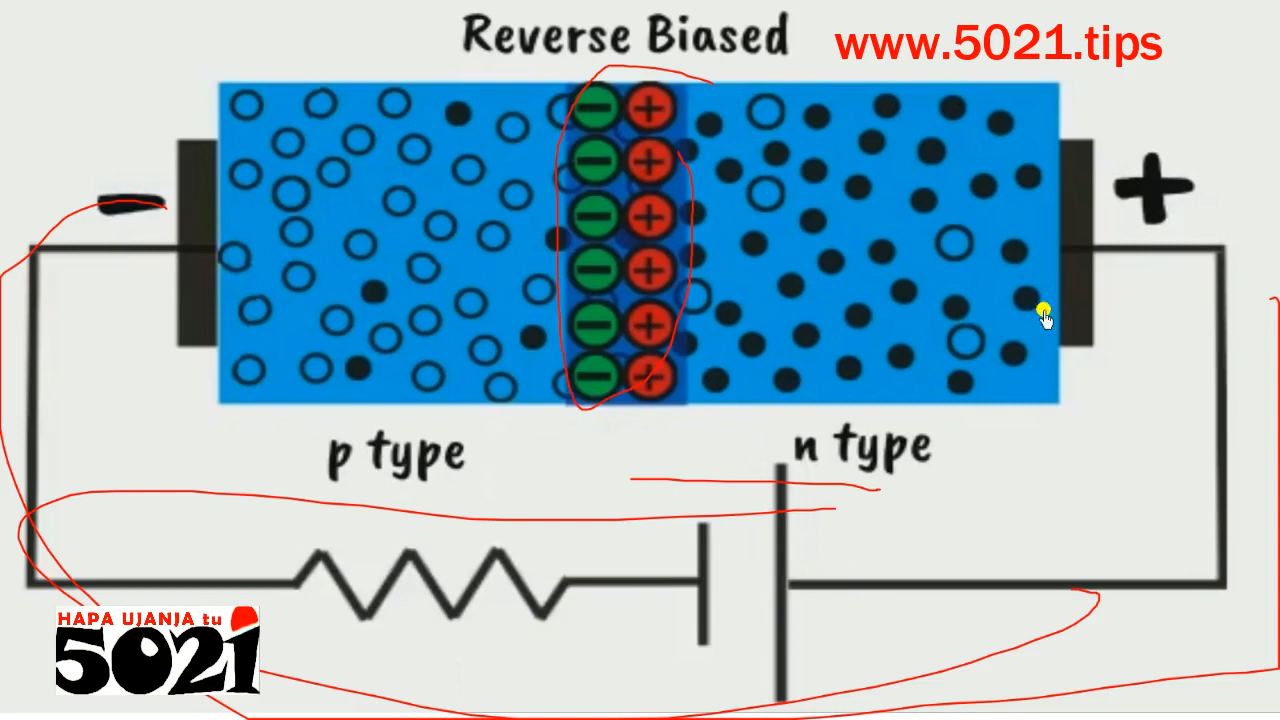 Reverse Biased
www.5021.tips
−
+
p type
n type
HAPA UJANJA tu
5021